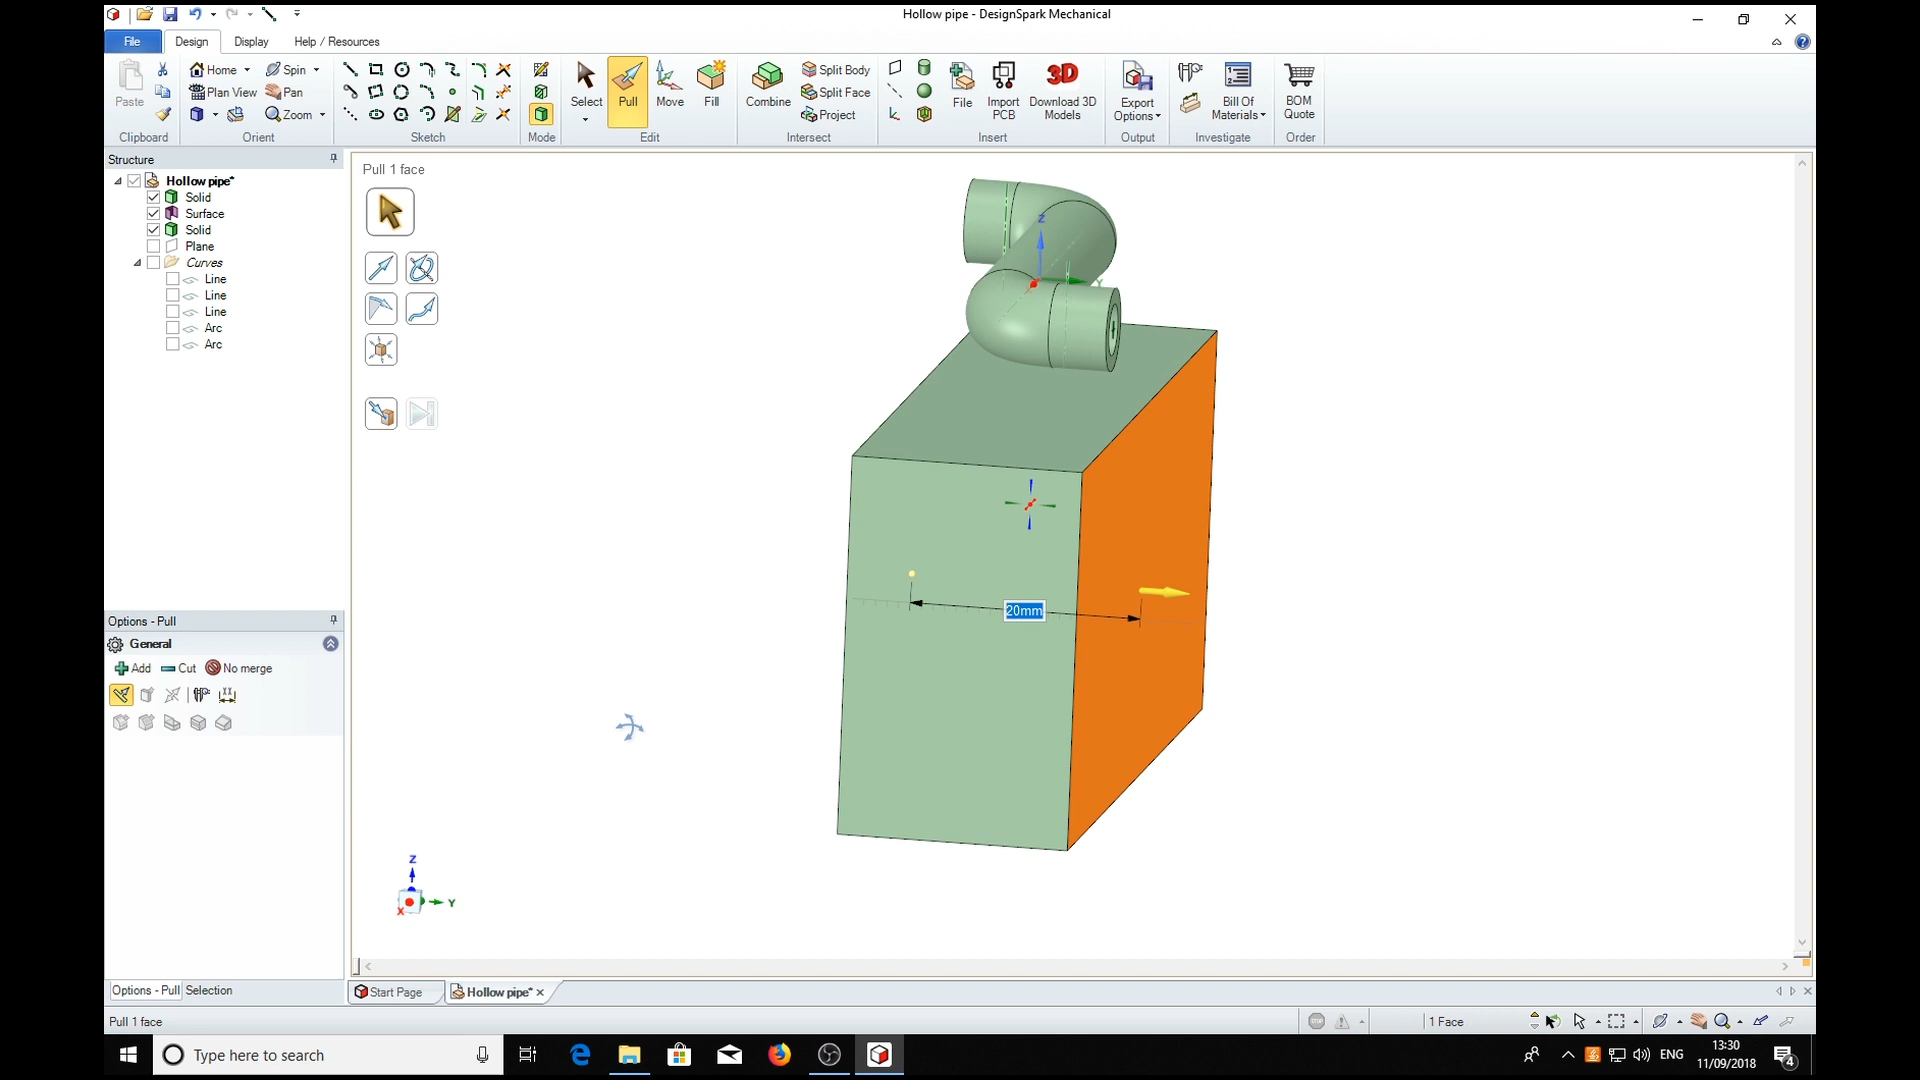 Hollow pipe - DesignSpark Mechanical
File
Design
Display
Help / Resources
Paste
Clipboard
Home
Spin
Plan View
Pan
Zoom
Orient
Sketch
Mode
Select
Pull
Move
Fill
Edit
Combine
Split Body
Split Face
Project
Intersect
File
Import PCB
Download 3D Models
Insert
Export Options
Output
Bill Of Materials
Investigate
BOM Quote
Order
Structure
Hollow pipe*
Solid
Surface
Solid
Plane
Curves
Line
Line
Line
Arc
Arc
Pull 1 face
Z
Y
20mm
Options - Pull
General
Add
Cut
No merge
Z
Y
X
Options - Pull
Selection
Start Page
Hollow pipe*
Pull 1 face
1 Face
Type here to search
ENG
13:30
11/09/2018
4